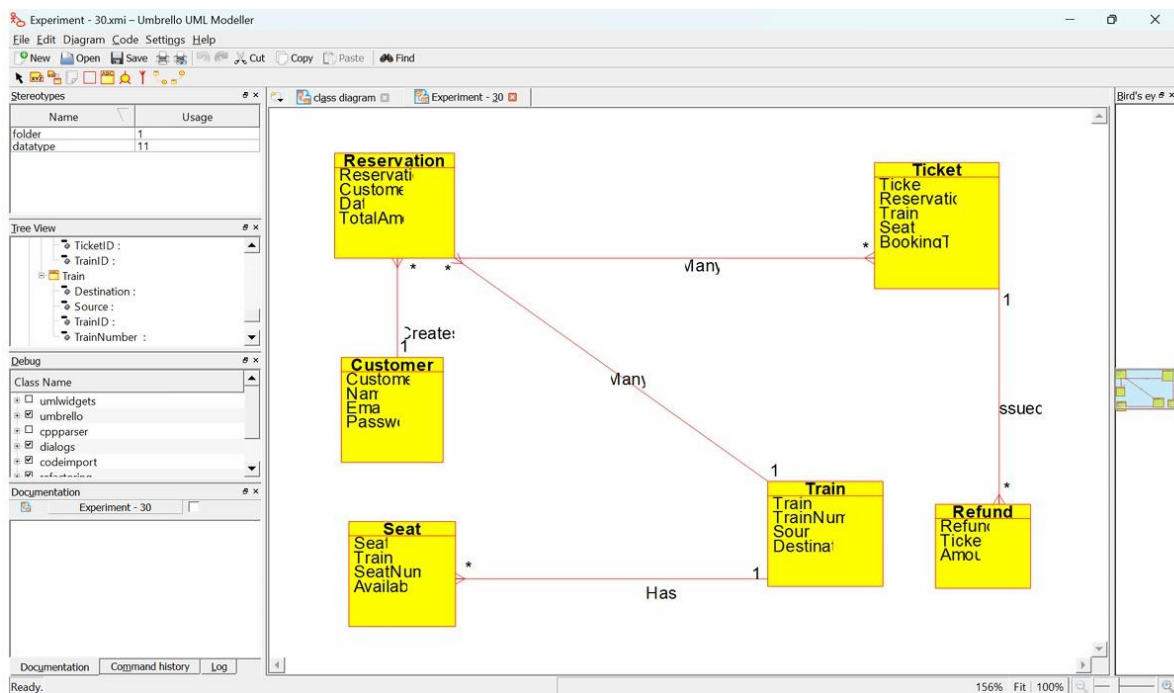 Experiment - 30.xmi – Umbrello UML Modeller
File Edit Diagram Code Settings Help
New Open Save Cut Copy Paste Find
Stereotypes
Name Usage
folder 1
datatype 11
Tree View
TicketID :
TrainID :
Train
Destination :
Source :
TrainID :
TrainNumber :
Debug
Class Name
umlwidgets
umbrello
cppparser
dialogs
codeimport
Documentation
Experiment - 30
Documentation Command history Log
Ready.
class diagram Experiment - 30
Reservation
Reservati
Custome
Dat
TotalAm
*
*
Many
*
Ticket
Ticke
Reservatio
Train
Seat
BookingT
1
Creates
1
Customer
Custome
Nam
Ema
Passw
Many
1
ssued
*
Train
Train
TrainNum
Sour
Destinat
1
Seat
Seat
Train
SeatNun
Availab
*
Has
Refund
Refund
Ticke
Amou
Bird's ey
156% Fit 100%